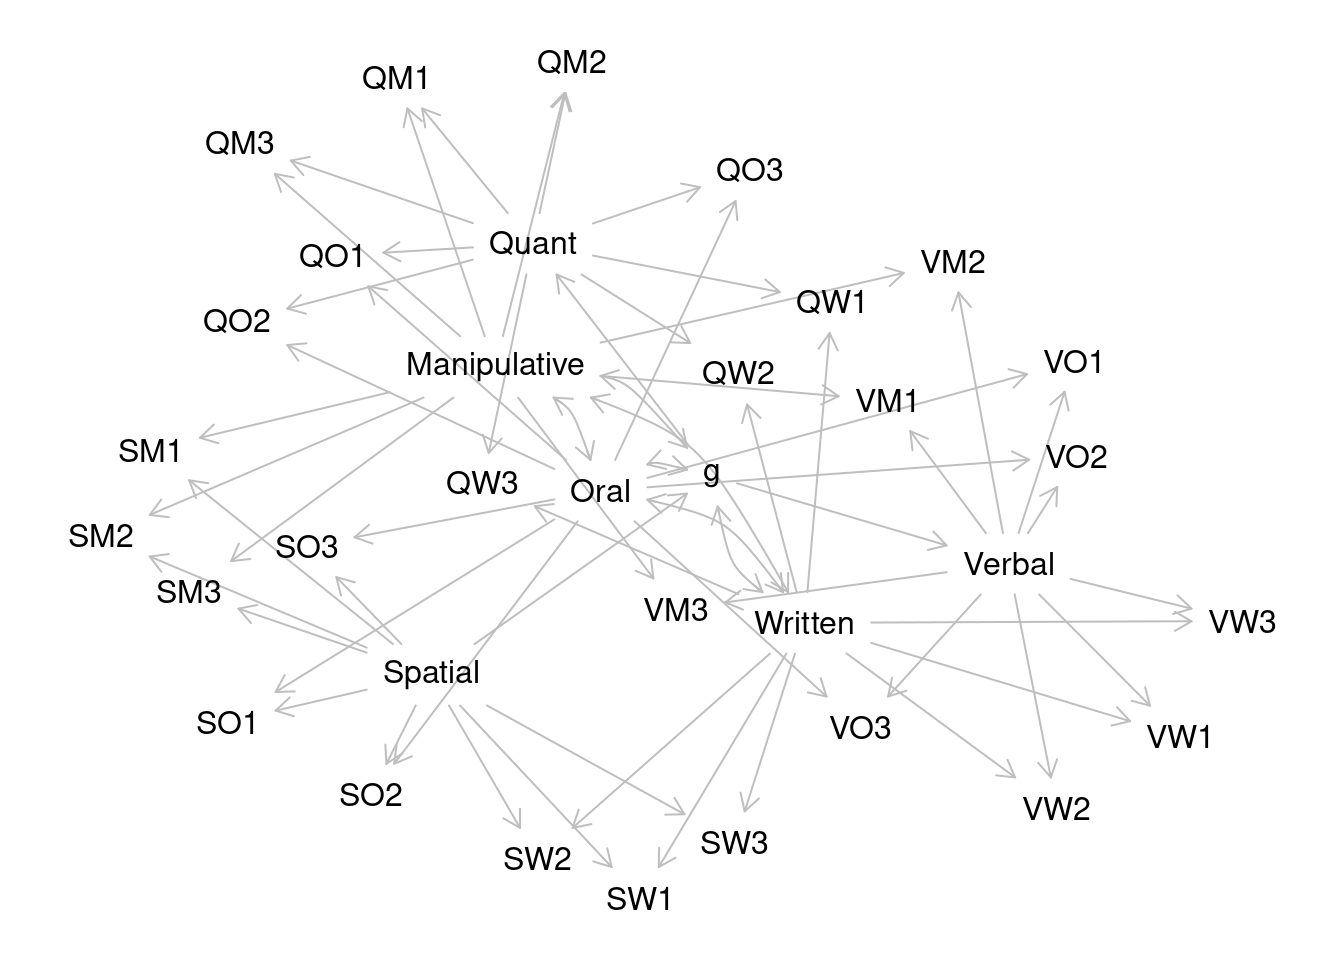 QM2
QM1
QM3
QO3
Quant
QO1
VM2
QW1
QO2
VO1
Manipulative
QW2
VM1
SM1
VO2
g
QW3
Oral
SM2
SO3
Verbal
SM3
VM3
Written
VW3
Spatial
SO1
VO3
VW1
SO2
VW2
SW3
SW2
SW1